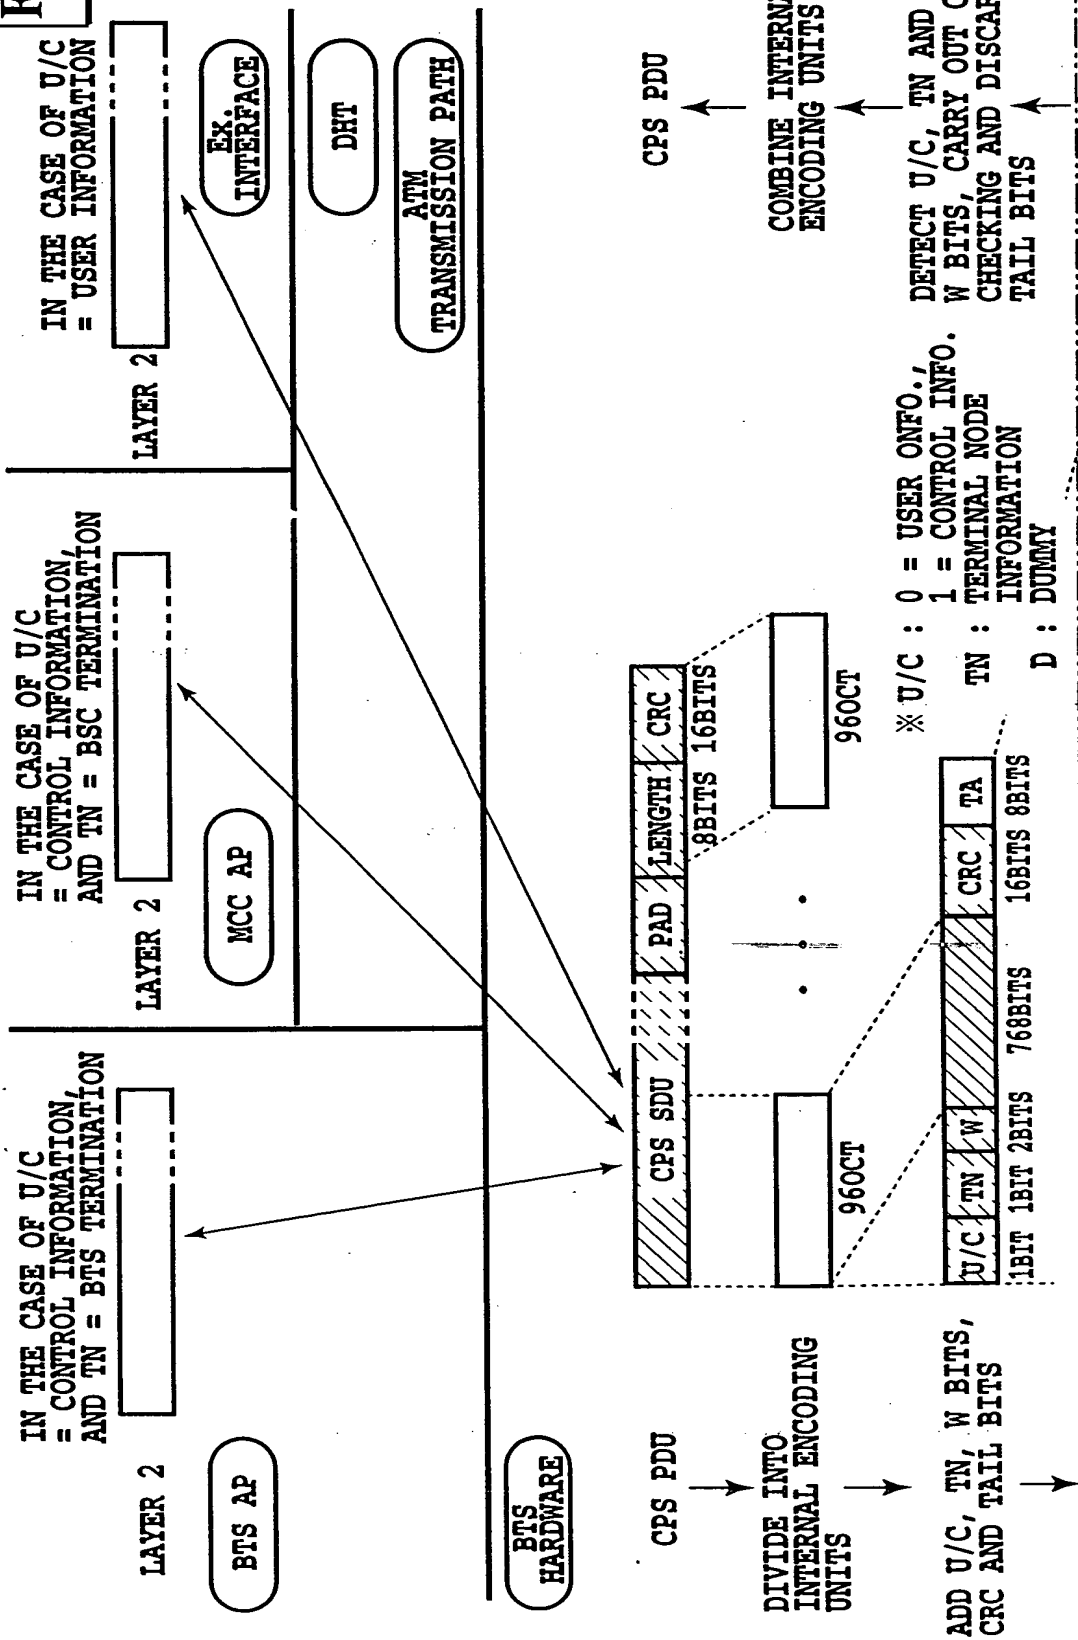 IN THE CASE OF U/C
= CONTROL INFORMATION,
AND TN = BTS TERMINATION
LAYER 2
BTS AP
IN THE CASE OF U/C
= CONTROL INFORMATION,
AND TN = BSC TERMINATION
LAYER 2
MCC AP
IN THE CASE OF U/C
= USER INFORMATION
LAYER 2
Ex.
INTERFACE
DHT
ATM
TRANSMISSION PATH
BTS
HARDWARE
CPS PDU
DIVIDE INTO
INTERNAL ENCODING
UNITS
ADD U/C, TN, W BITS,
CRC AND TAIL BITS
CPS SDU
PAD
LENGTH
CRC
8BITS
16BITS
96OCT
96OCT
U/C
TN
W
CRC
TA
1BIT
1BIT
2BITS
768BITS
16BITS
8BITS
※ U/C : 0 = USER ONFO.,
1 = CONTROL INFO.
TN : TERMINAL NODE
INFORMATION
D : DUMMY
CPS PDU
COMBINE
ENCODING UNITS
DETECT U/C, TN AND
W BITS, CARRY OUT
CHECKING AND
TAIL BITS